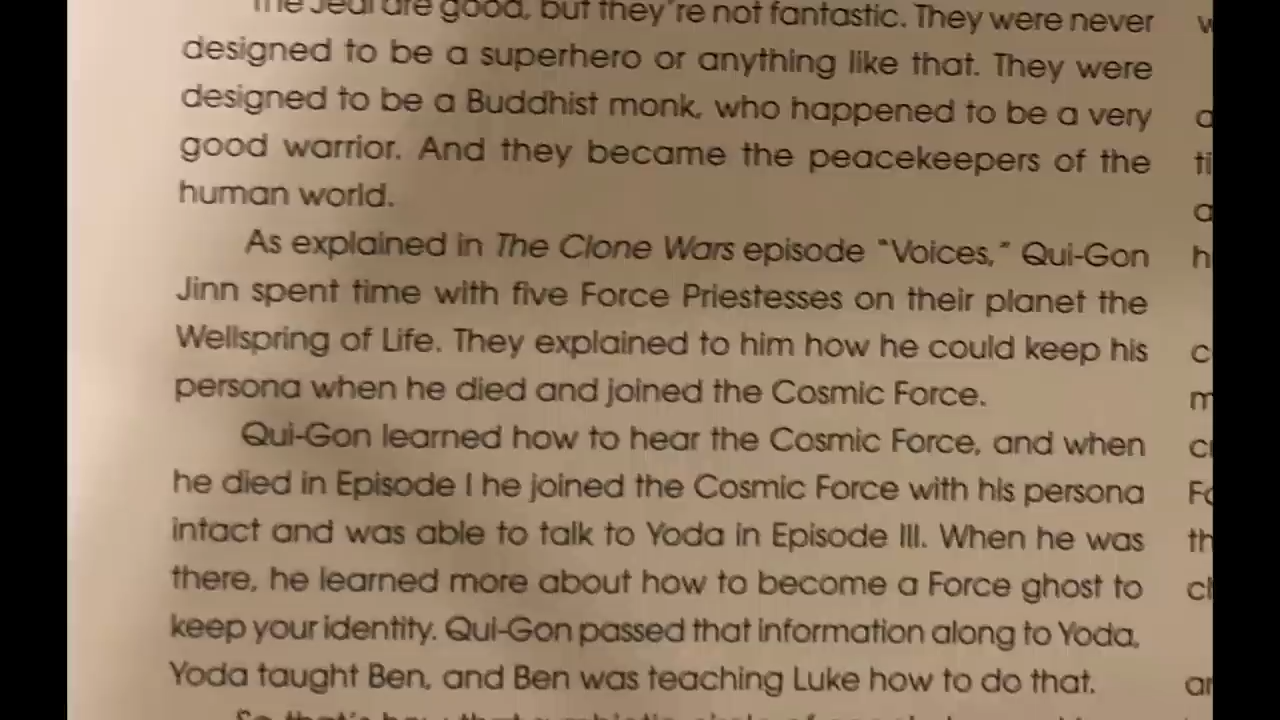 The Jedi are good, but they're not fantastic. They were never
designed to be a superhero or anything like that. They were
designed to be a Buddhist monk, who happened to be a very
good warrior. And they became the peacekeepers of the
human world.
As explained in The Clone Wars episode “Voices,” Qui-Gon
Jinn spent time with five Force Priestesses on their planet the
Wellspring of Life. They explained to him how he could keep his
persona when he died and joined the Cosmic Force.
Qui-Gon learned how to hear the Cosmic Force, and when
he died in Episode I he joined the Cosmic Force with his persona
intact and was able to talk to Yoda in Episode III. When he was
there, he learned more about how to become a Force ghost to
keep your identity. Qui-Gon passed that information along to Yoda,
Yoda taught Ben, and Ben was teaching Luke how to do that.